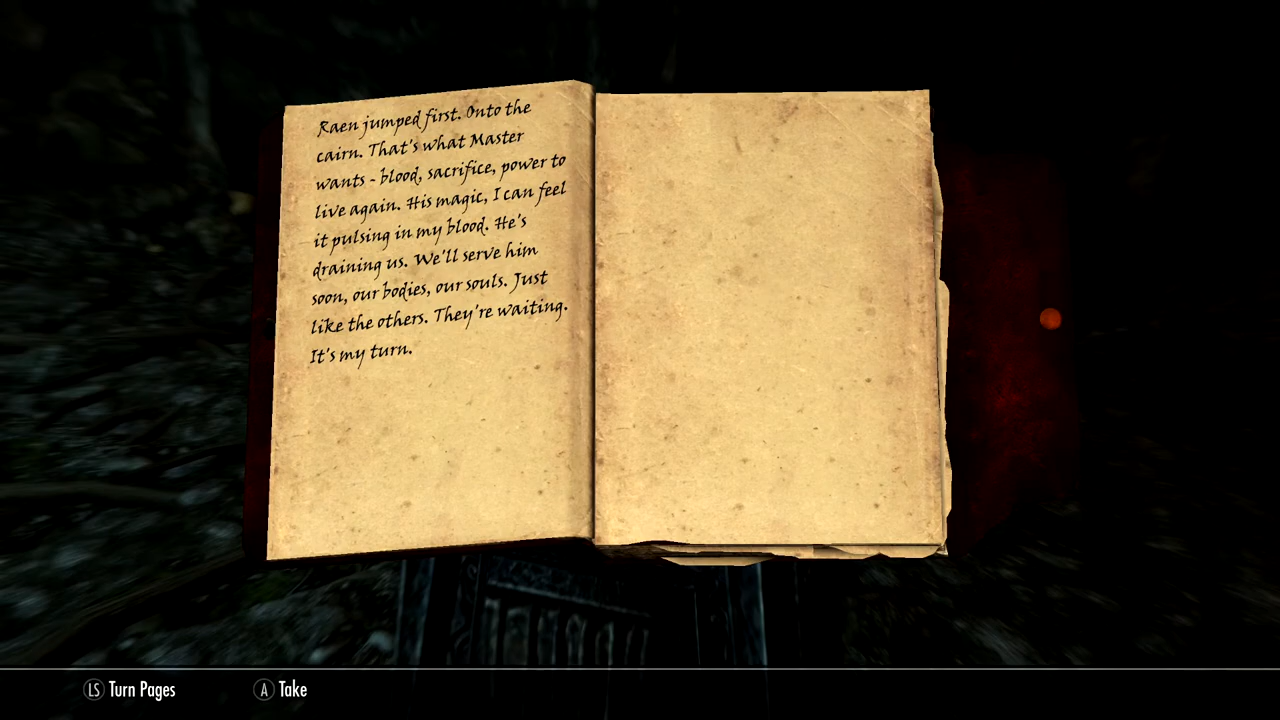 Raen jumped first. Onto the
cairn. That's what Master
wants - blood, sacrifice, power to
live again. His magic, I can feel
it pulsing in my blood. He's
draining us. We'll serve him
soon, our bodies, our souls. Just
like the others. They're waiting.
It's my turn.
LS Turn Pages
A Take